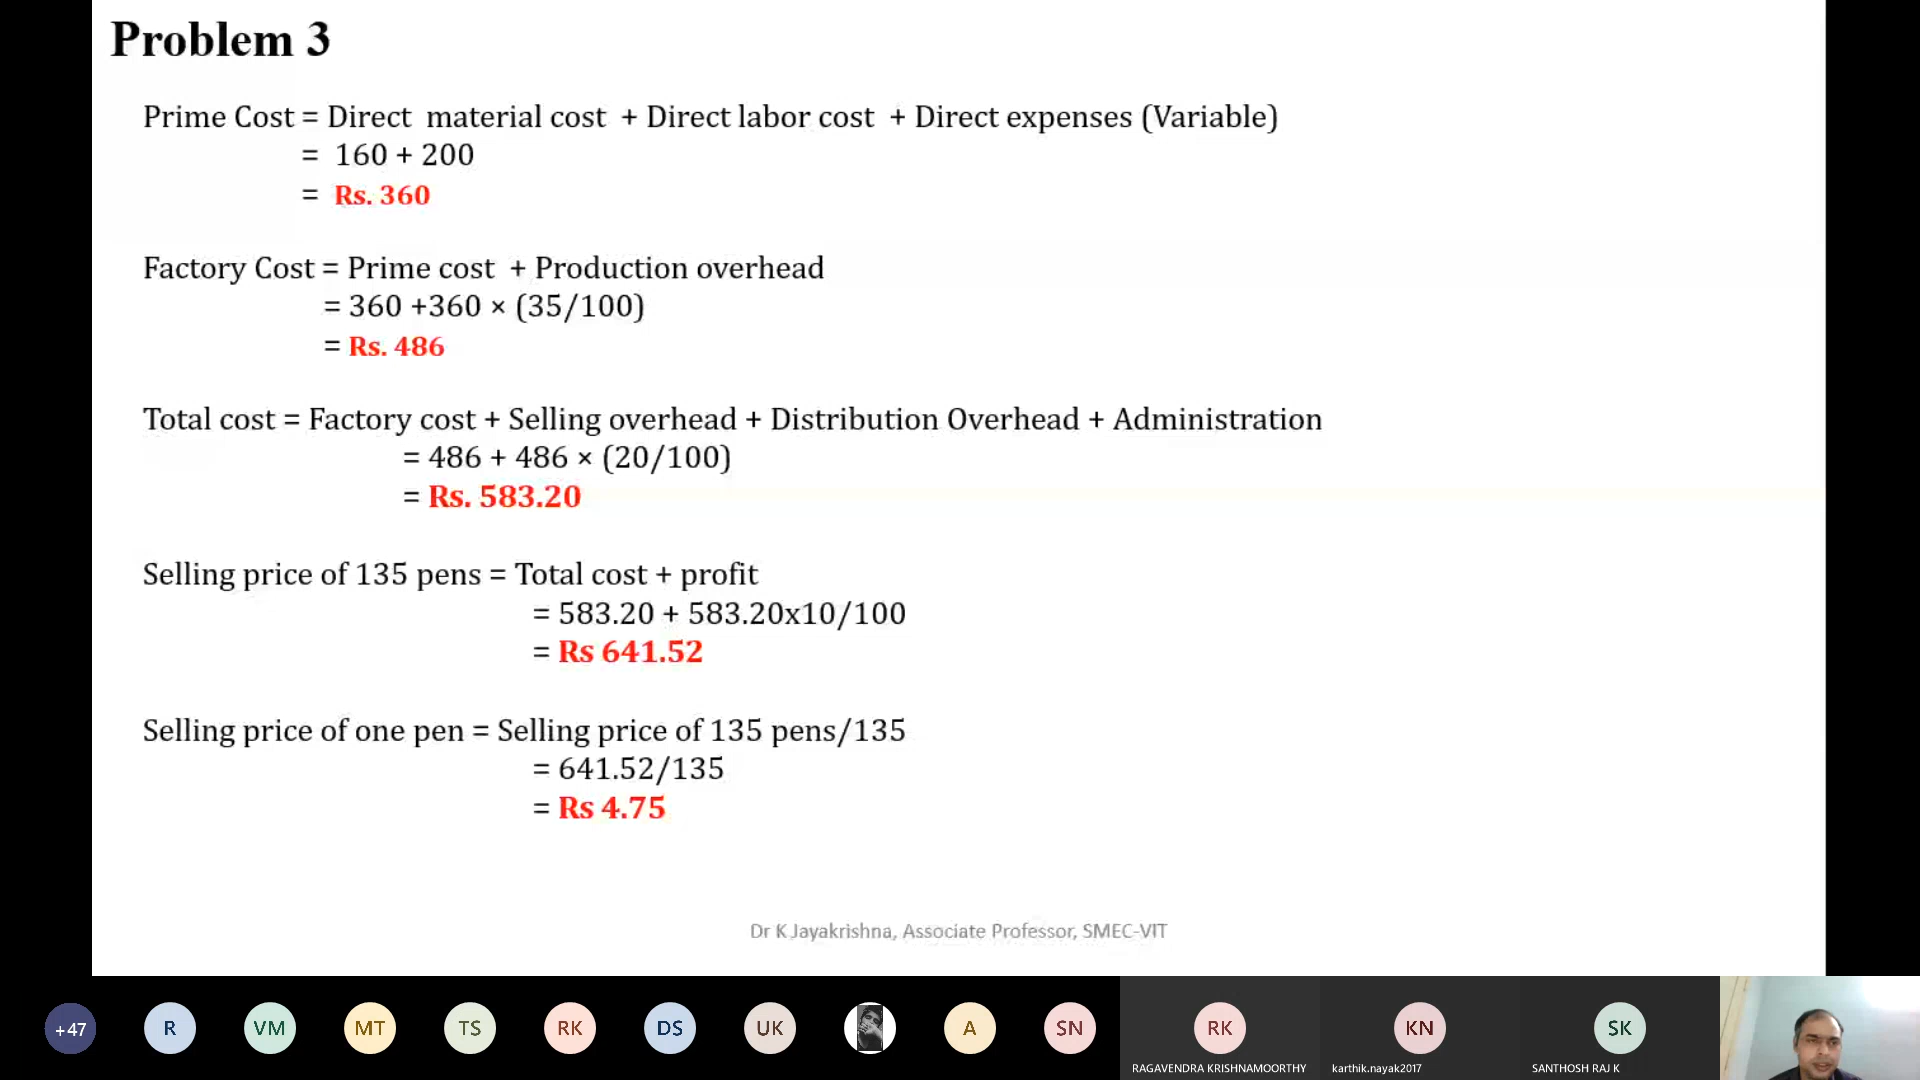 Problem 3
Prime Cost = Direct material cost + Direct labor cost + Direct expenses (Variable)
= 160 + 200
= Rs. 360
Factory Cost = Prime cost + Production overhead
= 360 +360 × (35/100)
= Rs. 486
Total cost = Factory cost + Selling overhead + Distribution Overhead + Administration
= 486 + 486 × (20/100)
= Rs. 583.20
Selling price of 135 pens = Total cost + profit
= 583.20 + 583.20x10/100
= Rs 641.52
Selling price of one pen = Selling price of 135 pens/135
= 641.52/135
= Rs 4.75
Dr K Jayakrishna, Associate Professor, SMEC-VIT
+47 R VM MT TS RK DS UK A SN RK KN SK
RAGAVENDRA KRISHNAMOORTHY karthik.nayak2017 SANTHOSH RAJ K